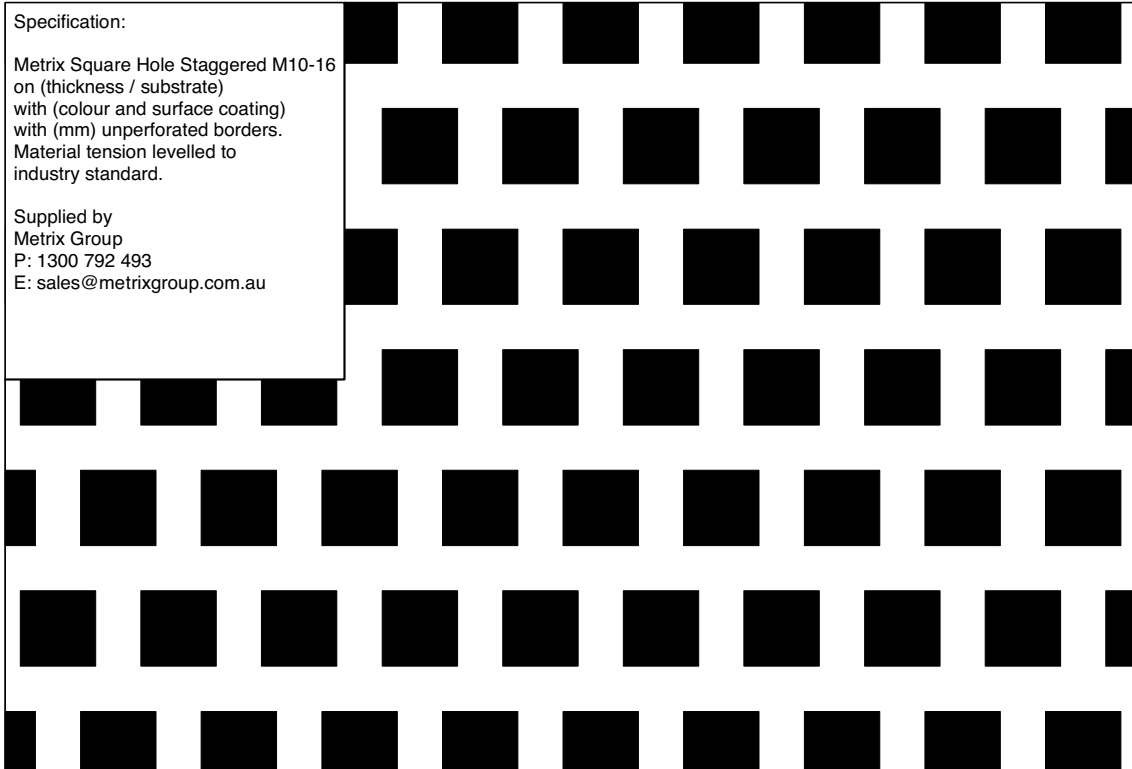 Specification:
Metrix Square Hole Staggered M10-16
on (thickness / substrate)
with (colour and surface coating)
with (mm) unperforated borders.
Material tension levelled to
industry standard.
Supplied by
Metrix Group
P: 1300 792 493
E: sales@metrixgroup.com.au